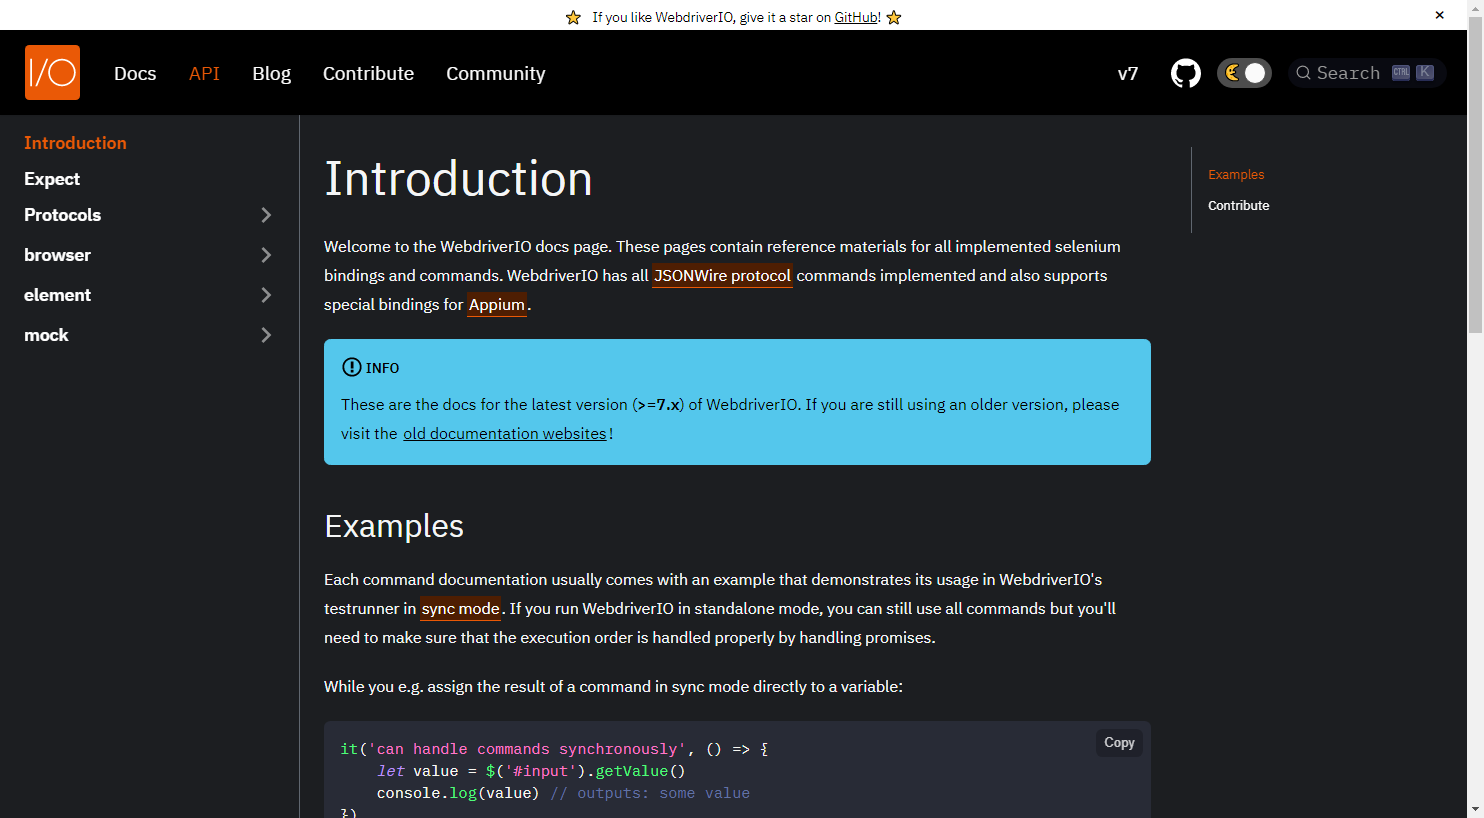 If you like WebdriverIO, give it a star on GitHub!
I/O
Docs
API
Blog
Contribute
Community
v7
Search
CTRL K
Introduction
Expect
Protocols
browser
element
mock
Introduction
Welcome to the WebdriverIO docs page. These pages contain reference materials for all implemented selenium
bindings and commands. WebdriverIO has all JSONWire protocol commands implemented and also supports
special bindings for Appium.
INFO
These are the docs for the latest version (>=7.x) of WebdriverIO. If you are still using an older version, please
visit the old documentation websites!
Examples
Each command documentation usually comes with an example that demonstrates its usage in WebdriverIO's
testrunner in sync mode. If you run WebdriverIO in standalone mode, you can still use all commands but you'll
need to make sure that the execution order is handled properly by handling promises.
While you e.g. assign the result of a command in sync mode directly to a variable:
Copy
it('can handle commands synchronously', () => {
let value = $('#input').getValue()
console.log(value) // outputs: some value
})
Examples
Contribute